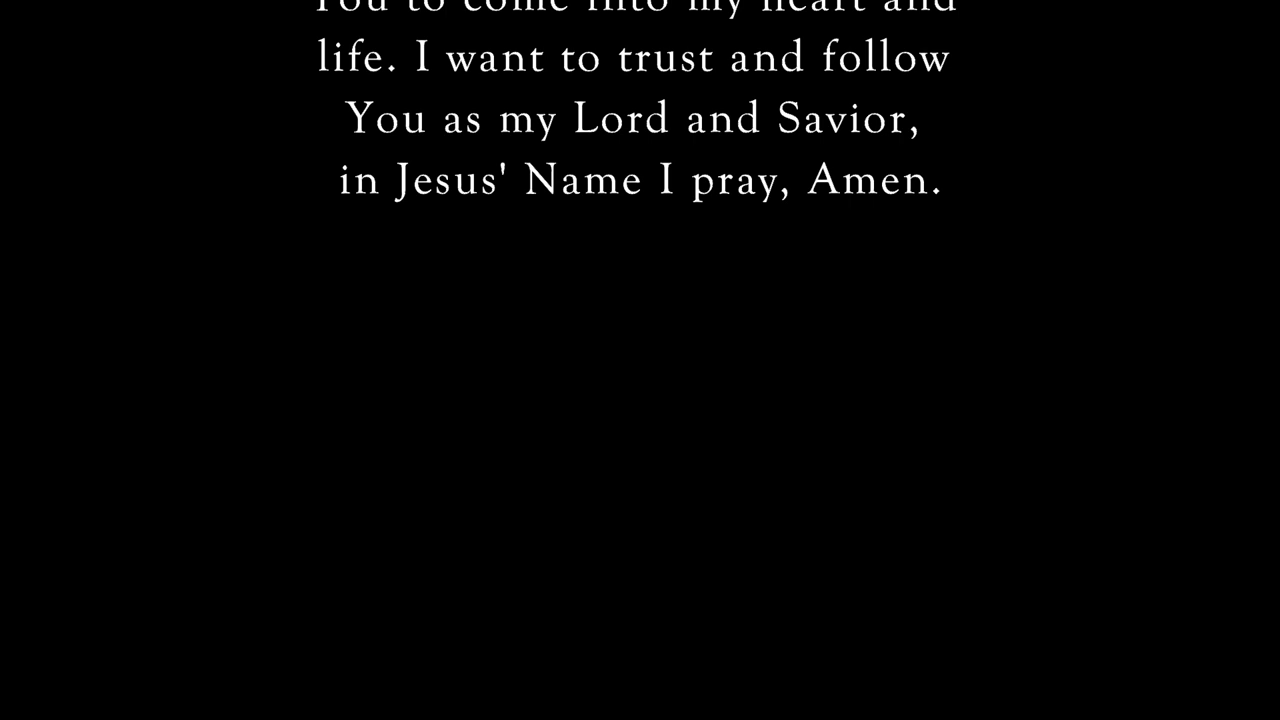 You to come into my heart and
life. I want to trust and follow
You as my Lord and Savior,
in Jesus' Name I pray, Amen.